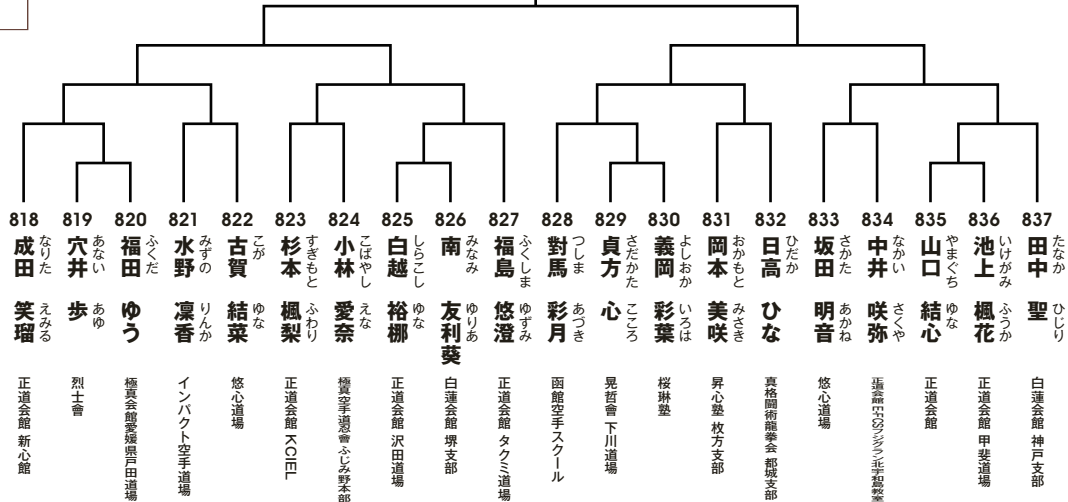 818
成田 笑瑠
なりた えみる
正道会館 新心館
819
穴井 歩
あない あゆ
烈士會
820
福田 ゆう
ふくだ
極真会館愛媛県戸田道場
821
水野 凜香
みずの りんか
インパクト空手道場
822
古賀 結菜
こが ゆな
悠心道場
823
杉本 楓梨
すぎもと ふわり
正道会館 KCIEL
824
小林 愛奈
こばやし えな
極真空手道忍會 ふじみ野本部
825
白越 裕梛
しらこし ゆな
正道会館 沢田道場
826
南 友利葵
みなみ ゆりあ
白蓮会館 堺支部
827
福島 悠澄
ふくしま ゆずみ
正道会館 タクミ道場
828
對馬 彩月
つしま あづき
函館空手スクール
829
貞方 心
さだかた こころ
晃哲會 下川道場
830
義岡 彩葉
よしおか いろは
桜琳塾
831
岡本 美咲
おかもと みさき
昇心塾 枚方支部
832
日高 ひな
ひだか
真格闘術龍拳会 都城支部
833
坂田 明音
さかた あかね
悠心道場
834
中井 咲弥
なかい さくや
正道会館
835
山口 結心
やまぐち ゆな
正道会館
836
池上 楓花
いけがみ ふうか
正道会館 甲斐道場
837
田中 聖
たなか ひじり
白蓮会館 神戸支部